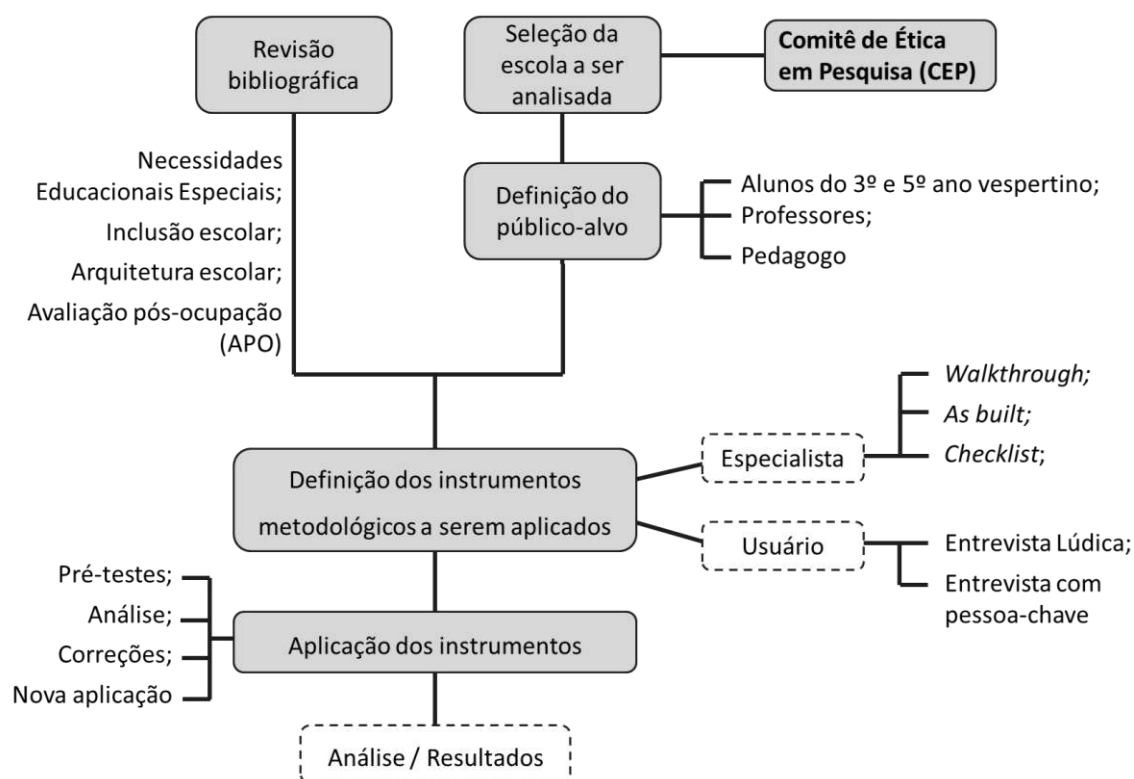 Revisão
bibliográfica
Seleção da
escola a ser
analisada
Comitê de Ética
em Pesquisa (CEP)
Necessidades
Educacionais Especiais;
Inclusão escolar;
Arquitetura escolar;
Avaliação pós-ocupação
(APO)
Definição do
público-alvo
Alunos do 3º e 5º ano vespertino;
Professores;
Pedagogo
Definição dos instrumentos
metodológicos a serem aplicados
Especialista
Walkthrough;
As built;
Checklist;
Usuário
Entrevista Lúdica;
Entrevista com
pessoa-chave
Pré-testes;
Análise;
Correções;
Nova aplicação
Aplicação dos instrumentos
Análise / Resultados